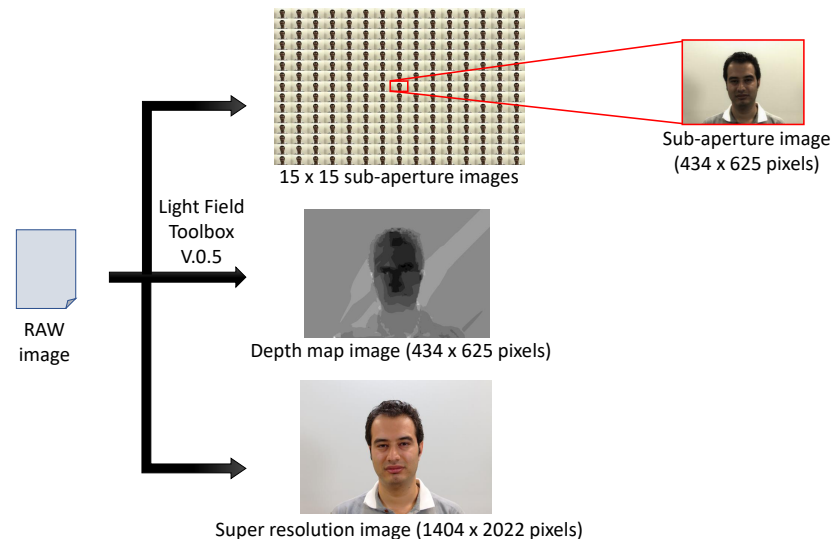 15 x 15 sub-aperture images
Sub-aperture image
(434 x 625 pixels)
Light Field
Toolbox
V.0.5
RAW
image
Depth map image (434 x 625 pixels)
Super resolution image (1404 x 2022 pixels)